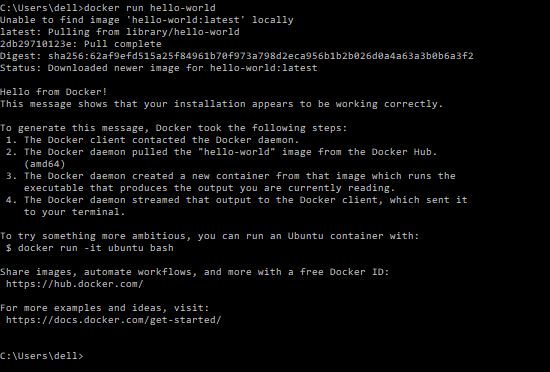 C:\Users\dell>docker run hello-world
Unable to find image 'hello-world:latest' locally
latest: Pulling from library/hello-world
2db29710123e: Pull complete
Digest: sha256:62af9efd515a25f84961b70f973a798d2eca956b1b2b026d0a4a63a3b0b6a3f2
Status: Downloaded newer image for hello-world:latest

Hello from Docker!
This message shows that your installation appears to be working correctly.

To generate this message, Docker took the following steps:
 1. The Docker client contacted the Docker daemon.
 2. The Docker daemon pulled the "hello-world" image from the Docker Hub.
    (amd64)
 3. The Docker daemon created a new container from that image which runs the
    executable that produces the output you are currently reading.
 4. The Docker daemon streamed that output to the Docker client, which sent it
    to your terminal.

To try something more ambitious, you can run an Ubuntu container with:
 $ docker run -it ubuntu bash

Share images, automate workflows, and more with a free Docker ID:
 https://hub.docker.com/

For more examples and ideas, visit:
 https://docs.docker.com/get-started/

C:\Users\dell>